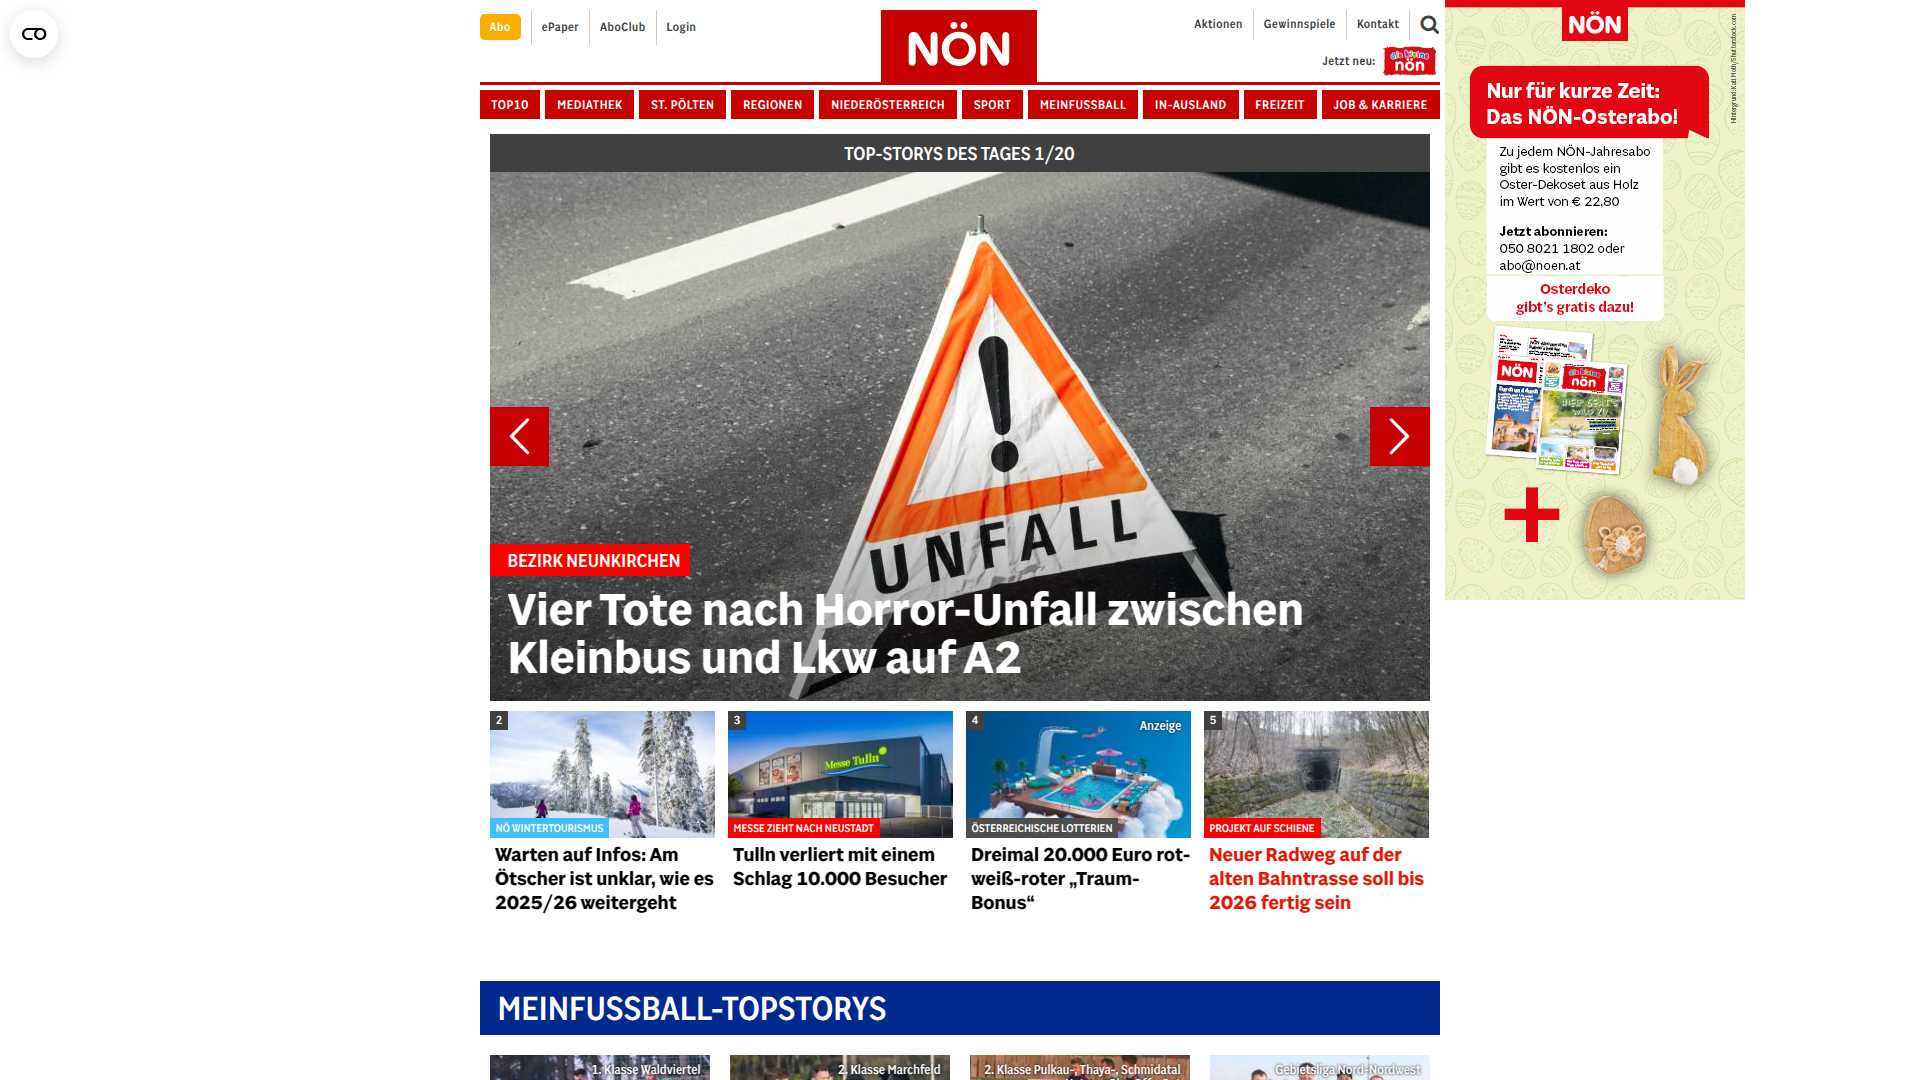 Abo
ePaper
AboClub
Login
NÖN
Aktionen
Gewinnspiele
Kontakt
Jetzt neu:
die kleine
nön
TOP10
MEDIATHEK
ST. PÖLTEN
REGIONEN
NIEDERÖSTERREICH
SPORT
MEINFUSSBALL
IN-AUSLAND
FREIZEIT
JOB & KARRIERE
TOP-STORYS DES TAGES 1/20
UNFALL
BEZIRK NEUNKIRCHEN
Vier Tote nach Horror-Unfall zwischen
Kleinbus und Lkw auf A2
2
NÖ WINTERTOURISMUS
Warten auf Infos: Am
Ötscher ist unklar, wie es
2025/26 weitergeht
3
Messe Tulln
MESSE ZIEHT NACH NEUSTADT
Tulln verliert mit einem
Schlag 10.000 Besucher
4
Anzeige
ÖSTERREICHISCHE LOTTERIEN
Dreimal 20.000 Euro rot-
weiß-roter „Traum-
Bonus“
5
PROJEKT AUF SCHIENE
Neuer Radweg auf der
alten Bahntrasse soll bis
2026 fertig sein
MEINFUSSBALL-TOPSTORYS
1. Klasse Waldviertel
2. Klasse Marchfeld
2. Klasse Pulkau-, Thaya-, Schmidatal
Gebietsliga Nord-Nordwest
NÖN
Hintergrund: Kati Moth/Shutterstock.com
Nur für kurze Zeit:
Das NÖN-Osterabo!
Zu jedem NÖN-Jahresabo
gibt es kostenlos ein
Oster-Dekoset aus Holz
im Wert von € 22,80
Jetzt abonnieren:
050 8021 1802 oder
abo@noen.at
Osterdeko
gibt's gratis dazu!
NÖN
die kleine
nön
+